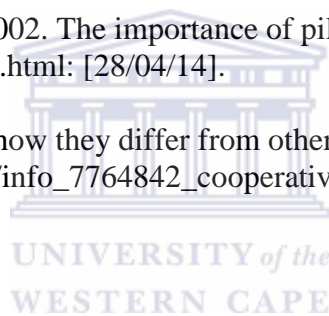 002. The importance of pil
.html: [28/04/14].
now they differ from other
/info_7764842_cooperativ
UNIVERSITY of the
WESTERN CAPE